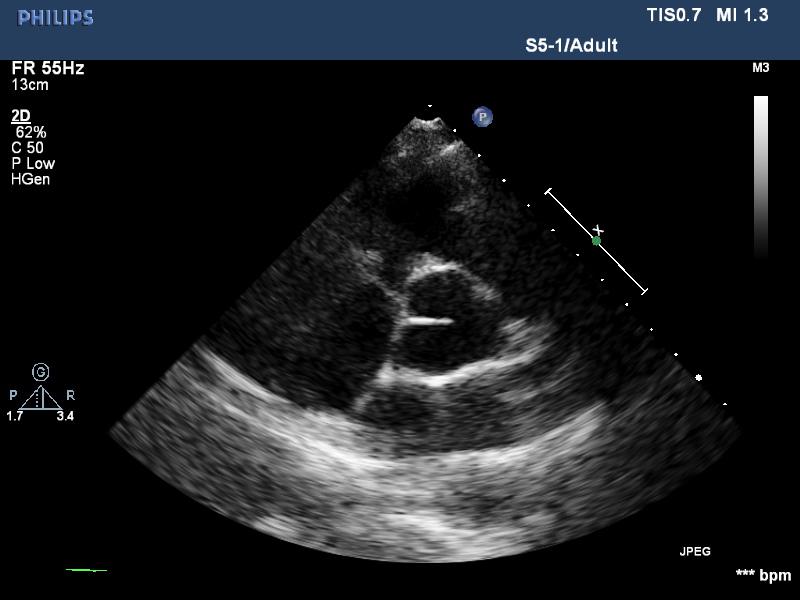 PHILIPS
TIS0.7 MI 1.3
S5-1/Adult
FR 55Hz
13cm
M3
2D
62%
C 50
P Low
HGen
P
G
P R
1.7 3.4
JPEG
*** bpm